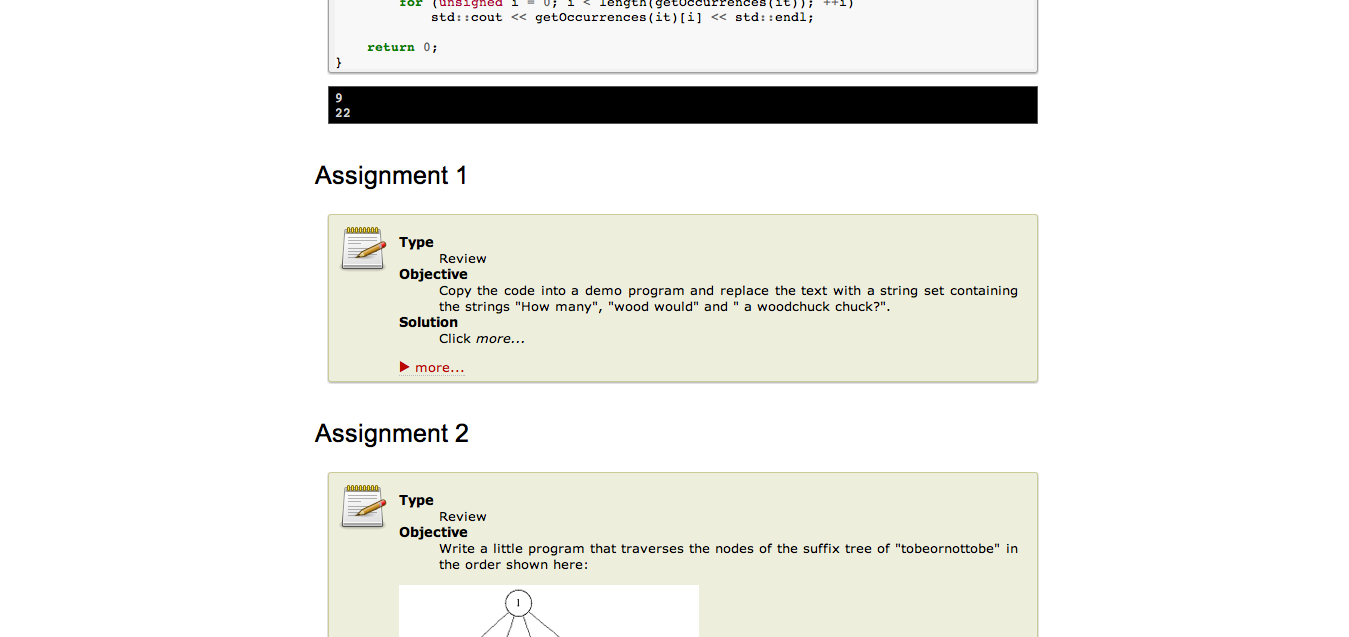 for (unsigned i = 0; i < length(getOccurrences(it)); ++i)
std::cout << getOccurrences(it)[i] << std::endl;
return 0;
}
9
22
Assignment 1
Type
Review
Objective
Copy the code into a demo program and replace the text with a string set containing
the strings "How many", "wood would" and " a woodchuck chuck?".
Solution
Click more...
more...
Assignment 2
Type
Review
Objective
Write a little program that traverses the nodes of the suffix tree of "tobeornottobe" in
the order shown here:
1